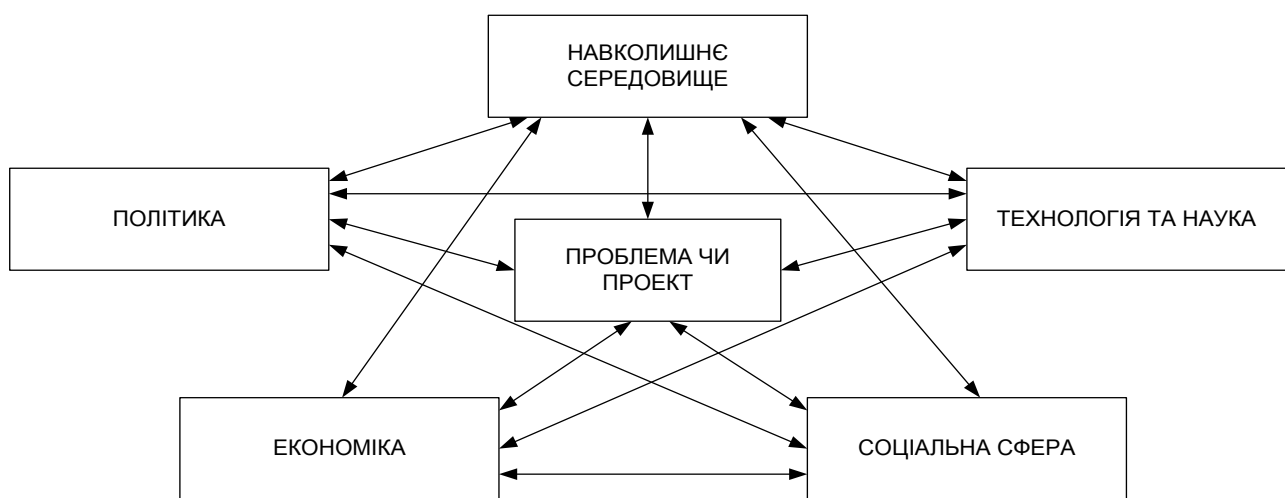 НАВКОЛИШНЄ
СЕРЕДОВИЩЕ
ПОЛІТИКА
ТЕХНОЛОГІЯ ТА НАУКА
ПРОБЛЕМА ЧИ
ПРОЕКТ
ЕКОНОМІКА
СОЦІАЛЬНА СФЕРА